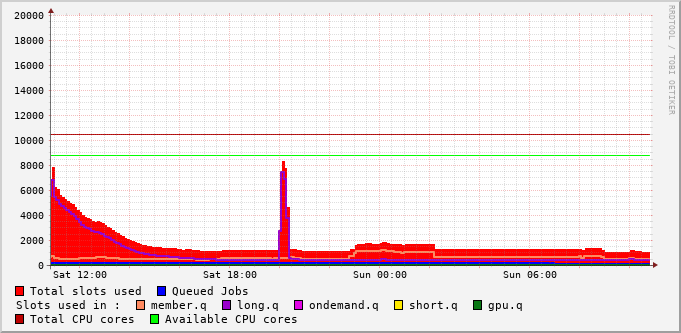 20000
18000
16000
14000
12000
10000
8000
6000
4000
2000
0
Sat 12:00 Sat 18:00 Sun 00:00 Sun 06:00
RRDTOOL / TOBI OETIKER
Total slots used Queued Jobs
Slots used in : member.q long.q ondemand.q short.q gpu.q
Total CPU cores Available CPU cores